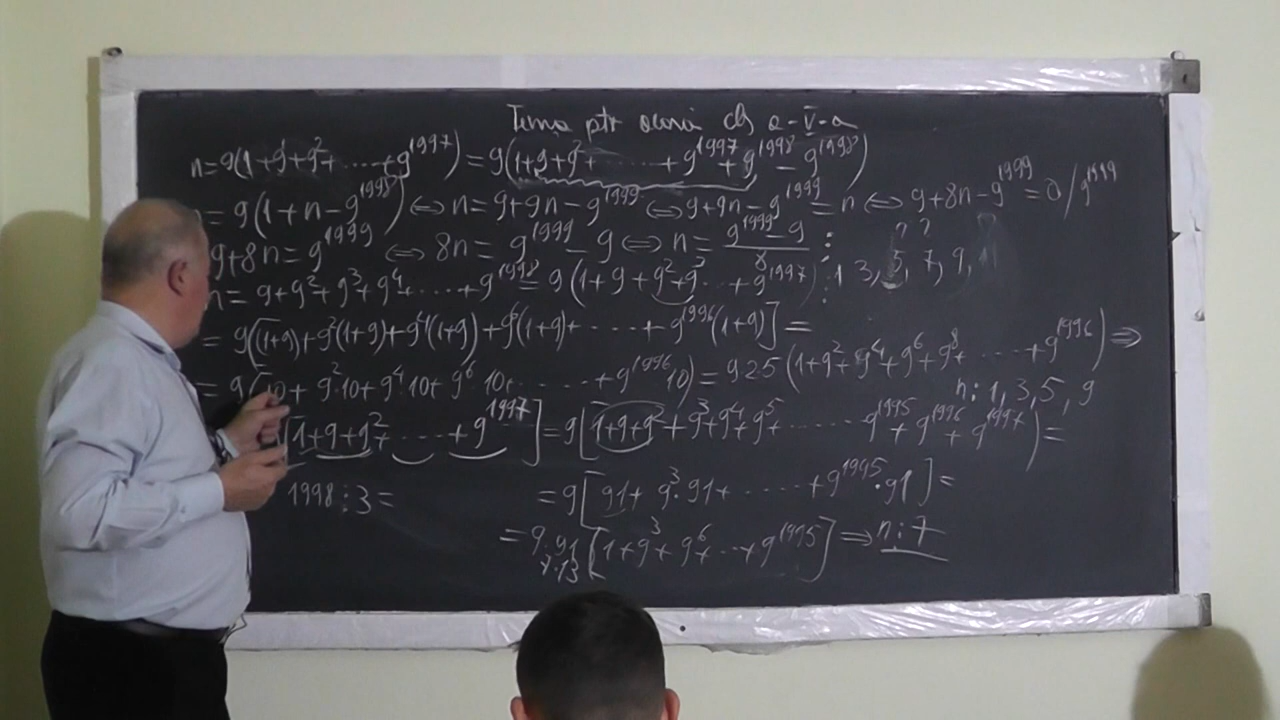 Tema ptr
n=9(1+9+9²+.....+9¹⁹⁹⁷)=9(1+9+9²+......+9¹⁹⁹⁷+9¹⁹⁹⁸-9¹⁹⁹⁸)
=9(1+n-9¹⁹⁹⁸)⇔n=9+9n-9¹⁹⁹⁹⇔9+9n-9¹⁹⁹⁹=n⇔9+8n-9¹⁹⁹⁹=0/9¹⁹⁹⁹
9+8n=9¹⁹⁹⁹⇔8n=9¹⁹⁹⁹-9⇔n=(9¹⁹⁹⁹-9)/8
??
⋮ 1 3, 5, 7, 9,
n=9+9²+9³+9⁴+......+9¹⁹⁹⁸=9(1+9+9²+9³...+9¹⁹⁹⁷)
=9[(1+9)+9²(1+9)+9⁴(1+9)+9⁶(1+9)+......+9¹⁹⁹⁶(1+9)]=
=9(10+9²·10+9⁴·10+9⁶·10+......+9¹⁹⁹⁶·10)=9·2·5(1+9²+9⁴+9⁶+9⁸+......+9¹⁹⁹⁶)⇒
n⋮1,3,5,9
[1+9+9²+.....+9¹⁹⁹⁷]=9[1+9+9²+9³+9⁴+9⁵+......9¹⁹⁹⁵+9¹⁹⁹⁶+9¹⁹⁹⁷)=
1998:3=
=9[91+9³·91+......+9¹⁹⁹⁵·91]=
=9·91[1+9³+9⁶+...+9¹⁹⁹⁵]⇒n⋮7
7·13